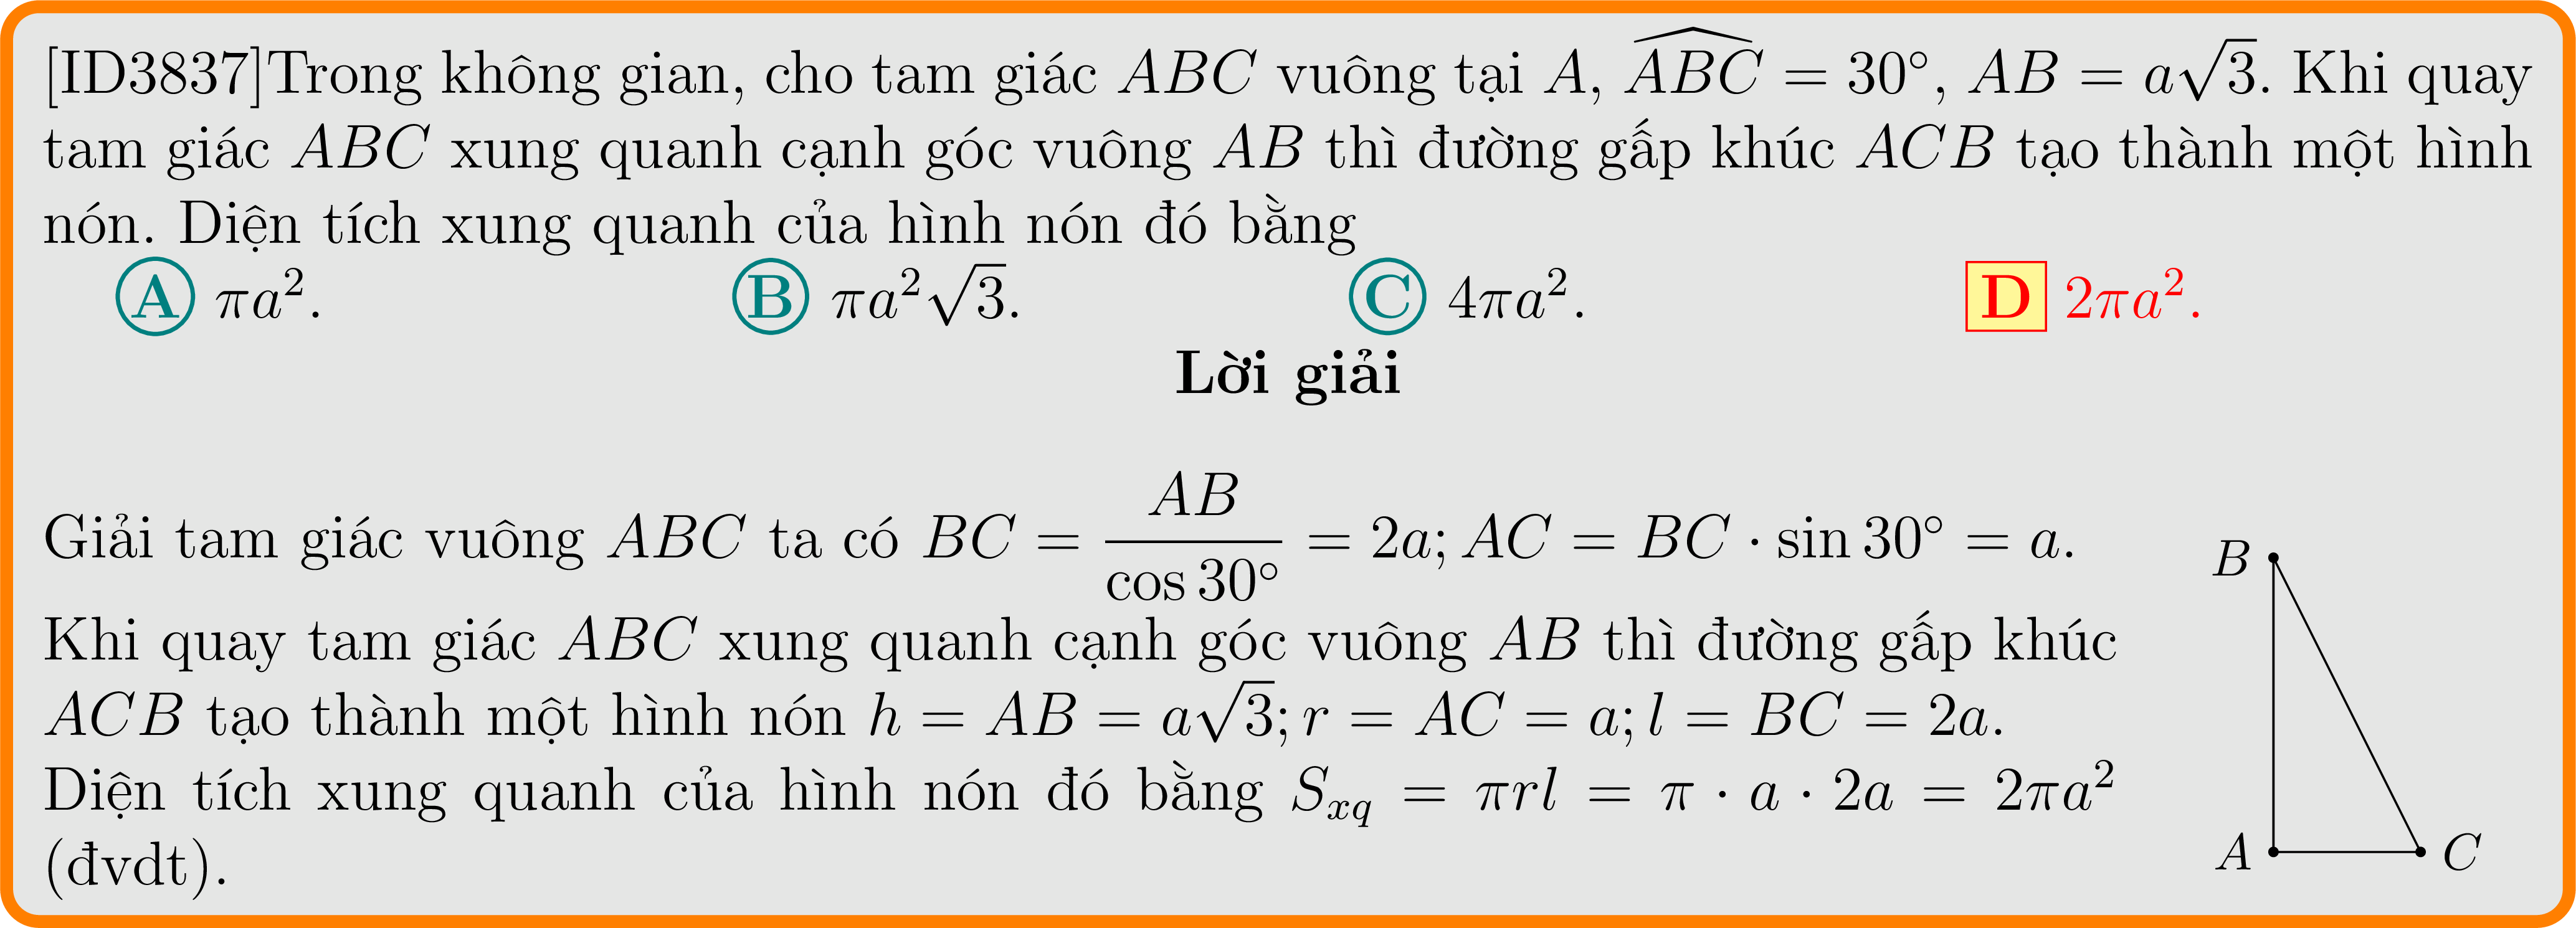 [ID3837]Trong không gian, cho tam giác $ABC$ vuông tại $A$, $\widehat{ABC} = 30^\circ$, $AB = a\sqrt{3}$. Khi quay
tam giác $ABC$ xung quanh cạnh góc vuông $AB$ thì đường gấp khúc $ACB$ tạo thành một hình
nón. Diện tích xung quanh của hình nón đó bằng
A $\pi a^2$. B $\pi a^2\sqrt{3}$. C $4\pi a^2$. D $2\pi a^2$.
Lời giải
Giải tam giác vuông $ABC$ ta có $BC = \dfrac{AB}{\cos 30^\circ} = 2a; AC = BC \cdot \sin 30^\circ = a$.
Khi quay tam giác $ABC$ xung quanh cạnh góc vuông $AB$ thì đường gấp khúc
$ACB$ tạo thành một hình nón $h = AB = a\sqrt{3}; r = AC = a; l = BC = 2a$.
Diện tích xung quanh của hình nón đó bằng $S_{xq} = \pi rl = \pi \cdot a \cdot 2a = 2\pi a^2$
(đvdt).
B
A C